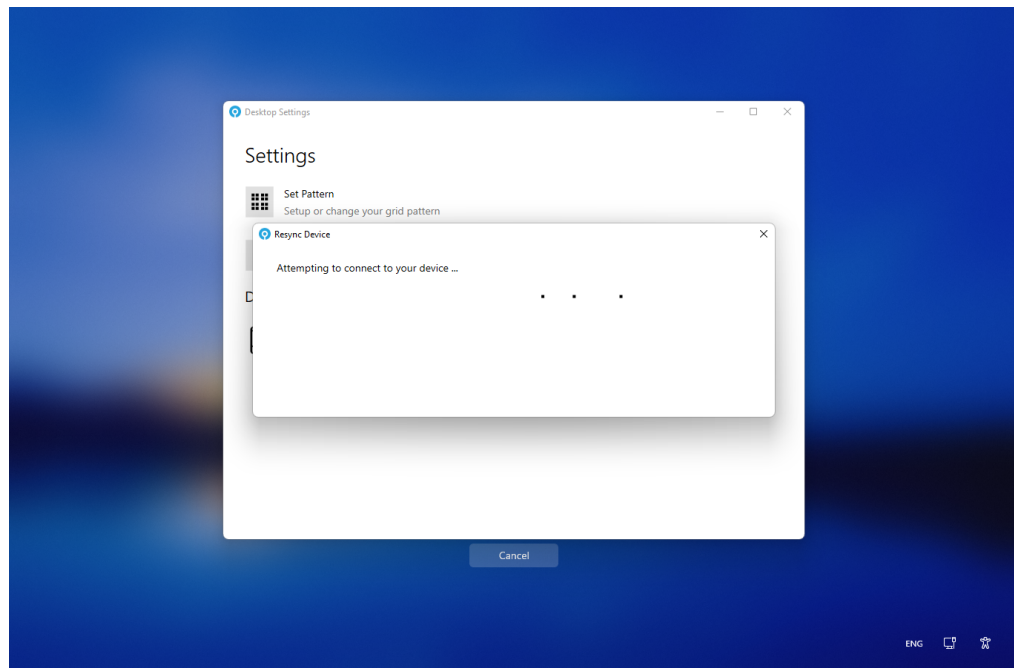 Desktop Settings
Settings
Set Pattern
Setup or change your grid pattern
Resync Device
Attempting to connect to your device ...
D
Cancel
ENG